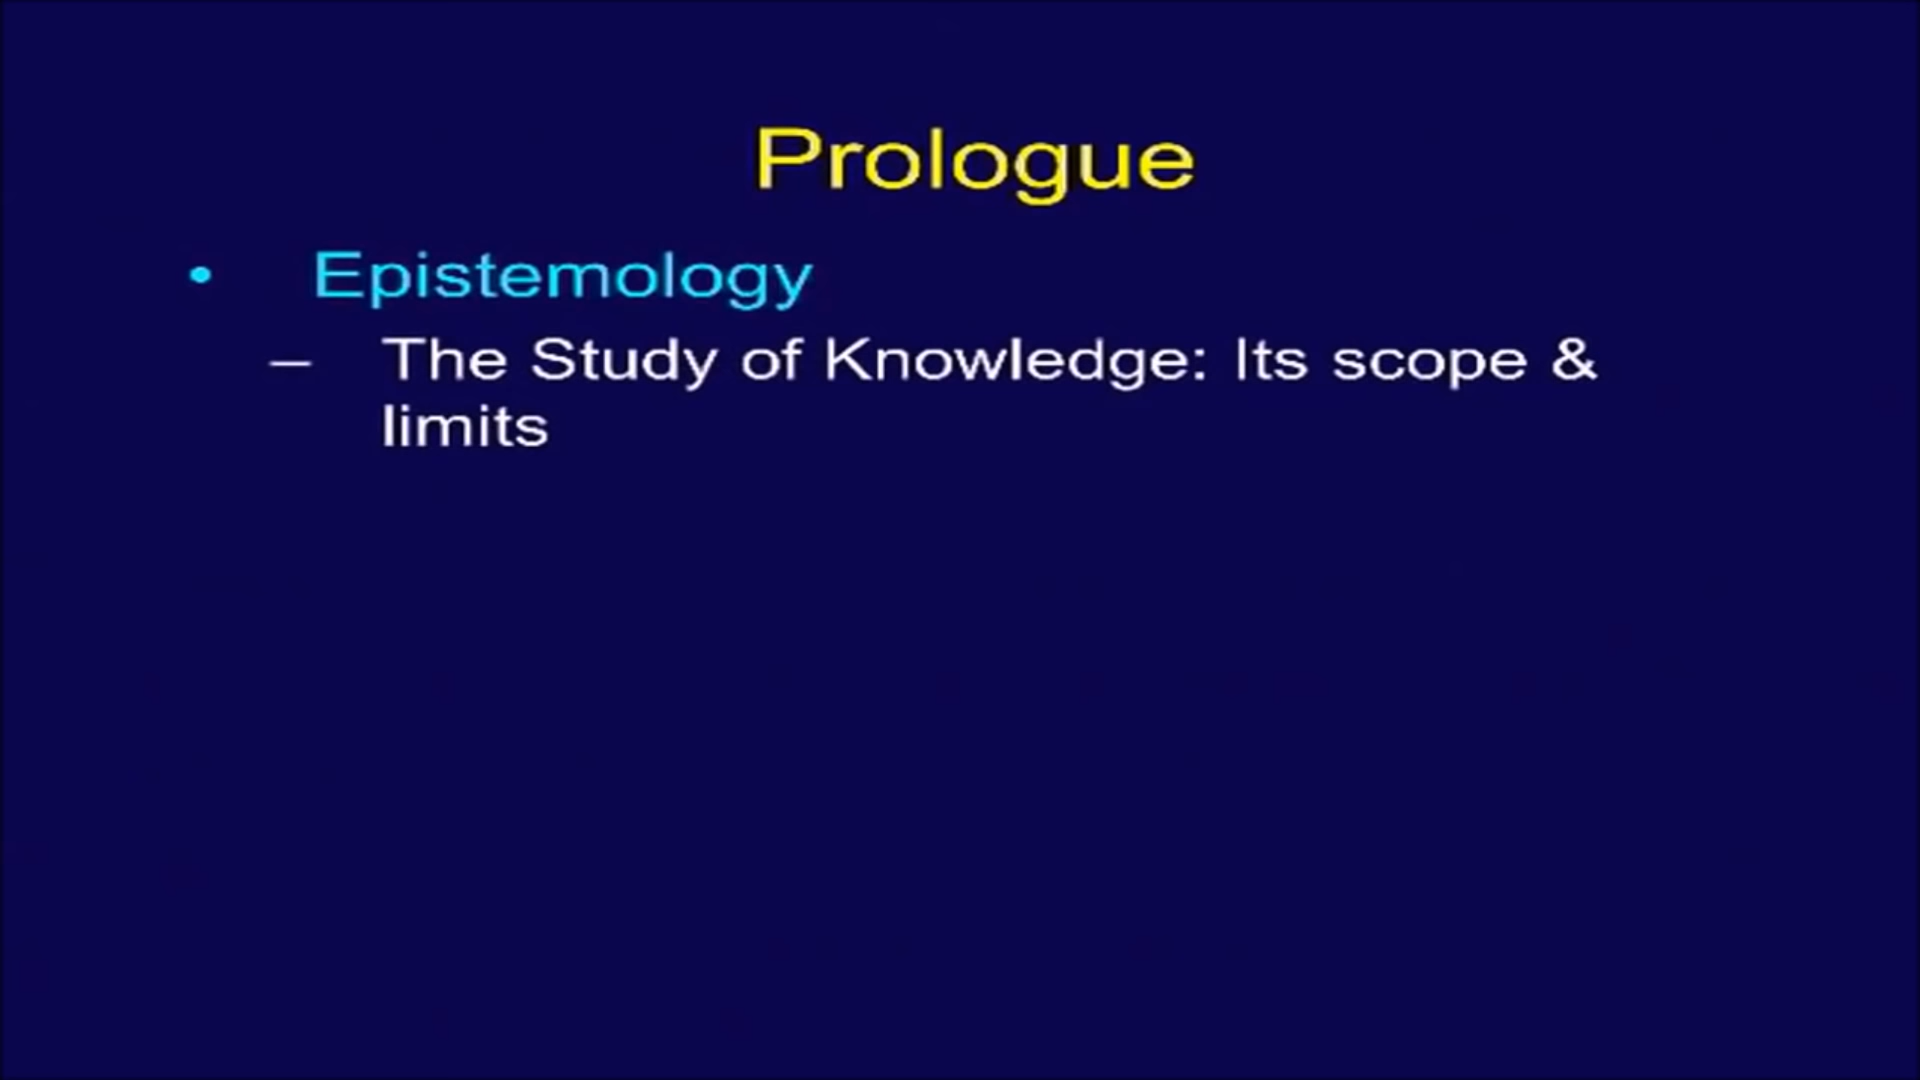 Prologue
• Epistemology
– The Study of Knowledge: Its scope &
limits